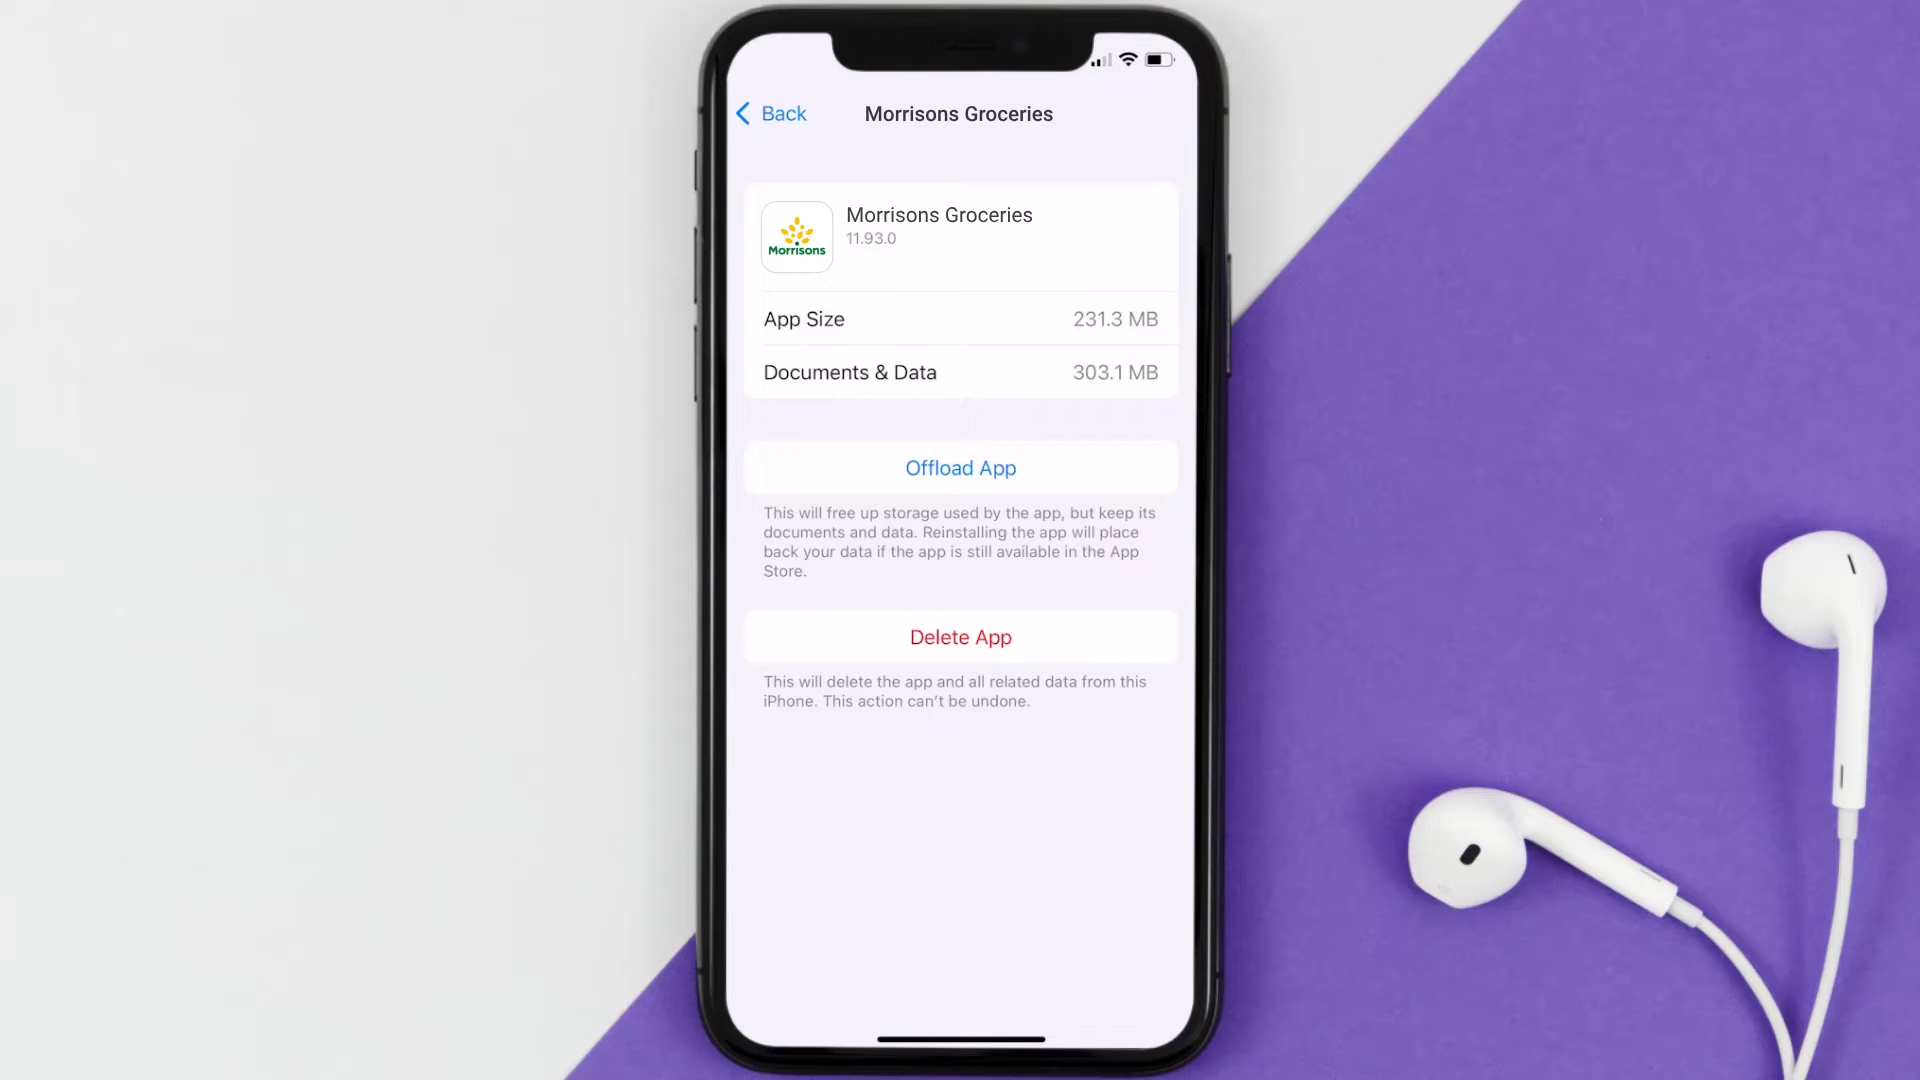 Back
Morrisons Groceries
Morrisons
Morrisons Groceries
11.93.0
App Size 231.3 MB
Documents & Data 303.1 MB
Offload App
This will free up storage used by the app, but keep its
documents and data. Reinstalling the app will place
back your data if the app is still available in the App
Store.
Delete App
This will delete the app and all related data from this
iPhone. This action can't be undone.